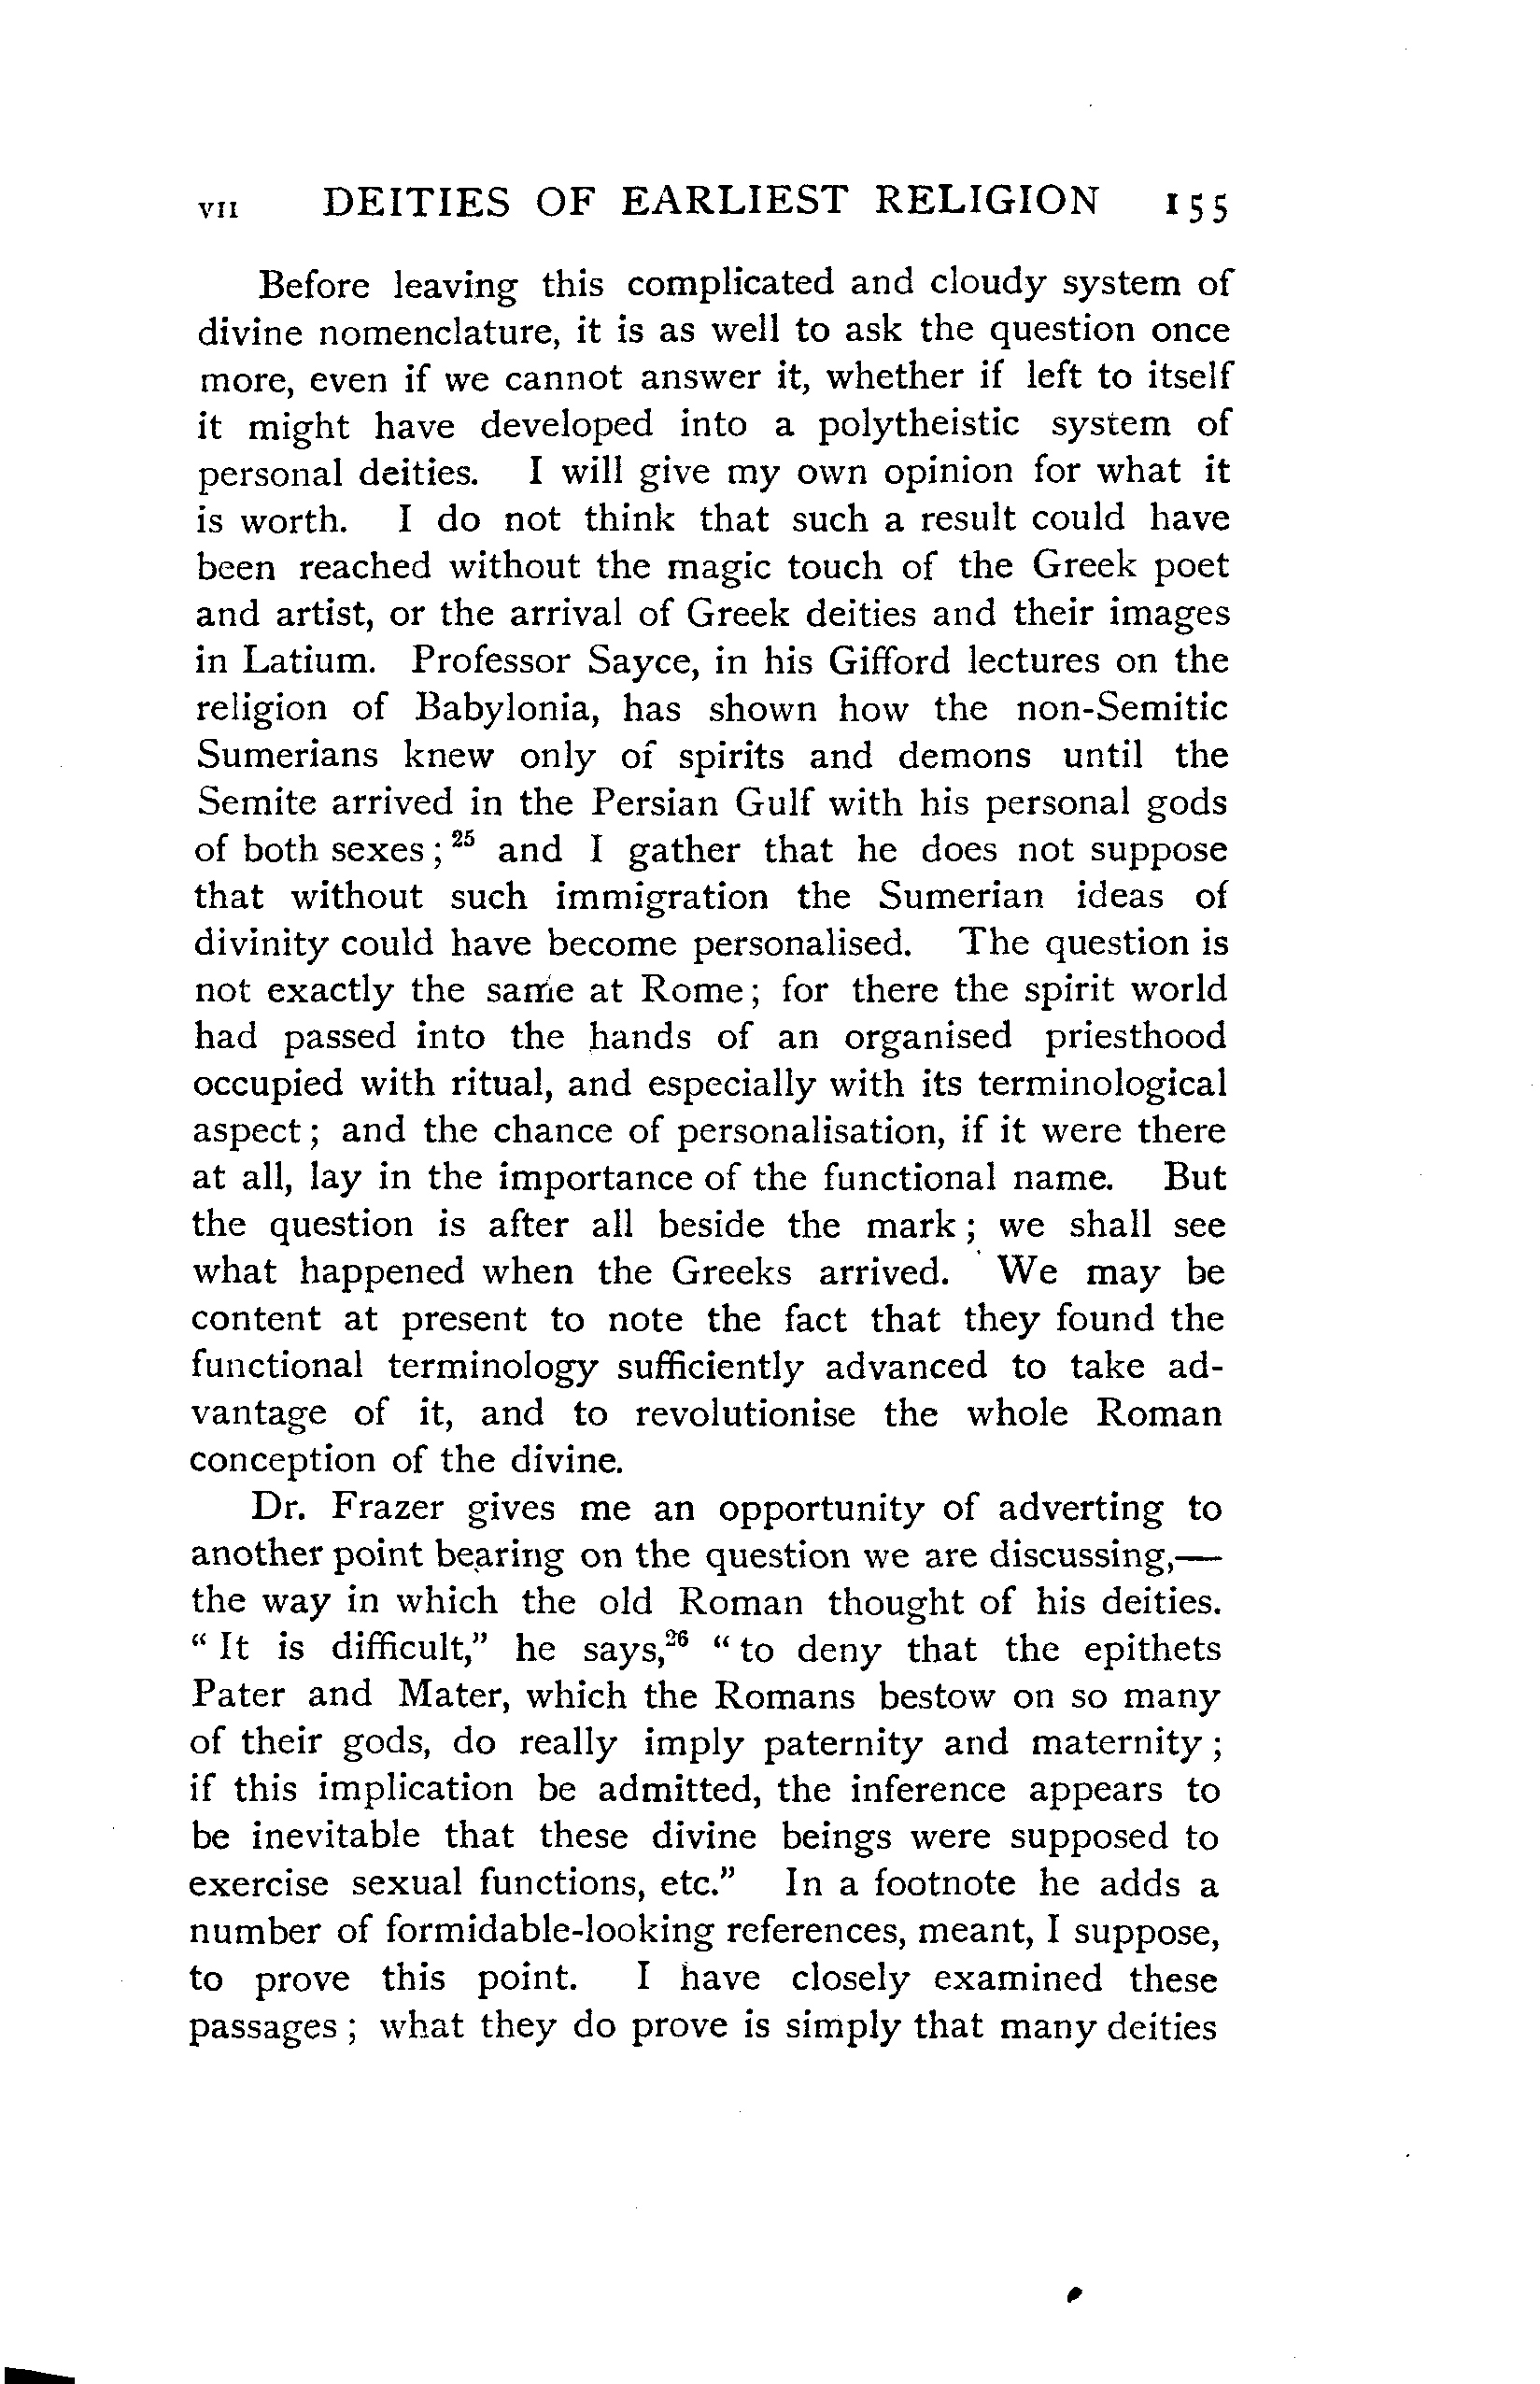 VII DEITIES OF EARLIEST RELIGION 155
Before leaving this complicated and cloudy system of
divine nomenclature, it is as well to ask the question once
more, even if we cannot answer it, whether if left to itself
it might have developed into a polytheistic system of
personal deities. I will give my own opinion for what it
is worth. I do not think that such a result could have
been reached without the magic touch of the Greek poet
and artist, or the arrival of Greek deities and their images
in Latium. Professor Sayce, in his Gifford lectures on the
religion of Babylonia, has shown how the non-Semitic
Sumerians knew only of spirits and demons until the
Semite arrived in the Persian Gulf with his personal gods
of both sexes;²⁵ and I gather that he does not suppose
that without such immigration the Sumerian ideas of
divinity could have become personalised. The question is
not exactly the same at Rome; for there the spirit world
had passed into the hands of an organised priesthood
occupied with ritual, and especially with its terminological
aspect; and the chance of personalisation, if it were there
at all, lay in the importance of the functional name. But
the question is after all beside the mark; we shall see
what happened when the Greeks arrived. We may be
content at present to note the fact that they found the
functional terminology sufficiently advanced to take ad-
vantage of it, and to revolutionise the whole Roman
conception of the divine.
Dr. Frazer gives me an opportunity of adverting to
another point bearing on the question we are discussing,—
the way in which the old Roman thought of his deities.
“It is difficult,” he says,²⁶ “to deny that the epithets
Pater and Mater, which the Romans bestow on so many
of their gods, do really imply paternity and maternity;
if this implication be admitted, the inference appears to
be inevitable that these divine beings were supposed to
exercise sexual functions, etc.” In a footnote he adds a
number of formidable-looking references, meant, I suppose,
to prove this point. I have closely examined these
passages; what they do prove is simply that many deities